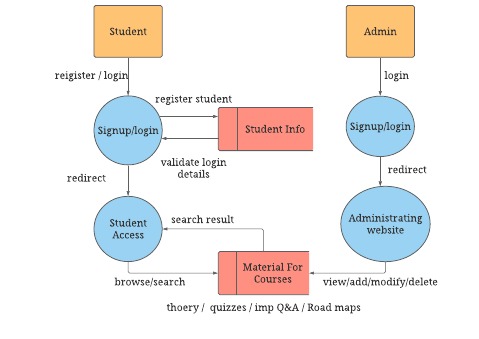 Student
Admin
reigister / login
login
register student
Signup/login
Student Info
Signup/login
validate login
details
redirect
redirect
Student
Access
search result
Administrating
website
browse/search
Material For
Courses
view/add/modify/delete
thoery / quizzes / imp Q&A / Road maps